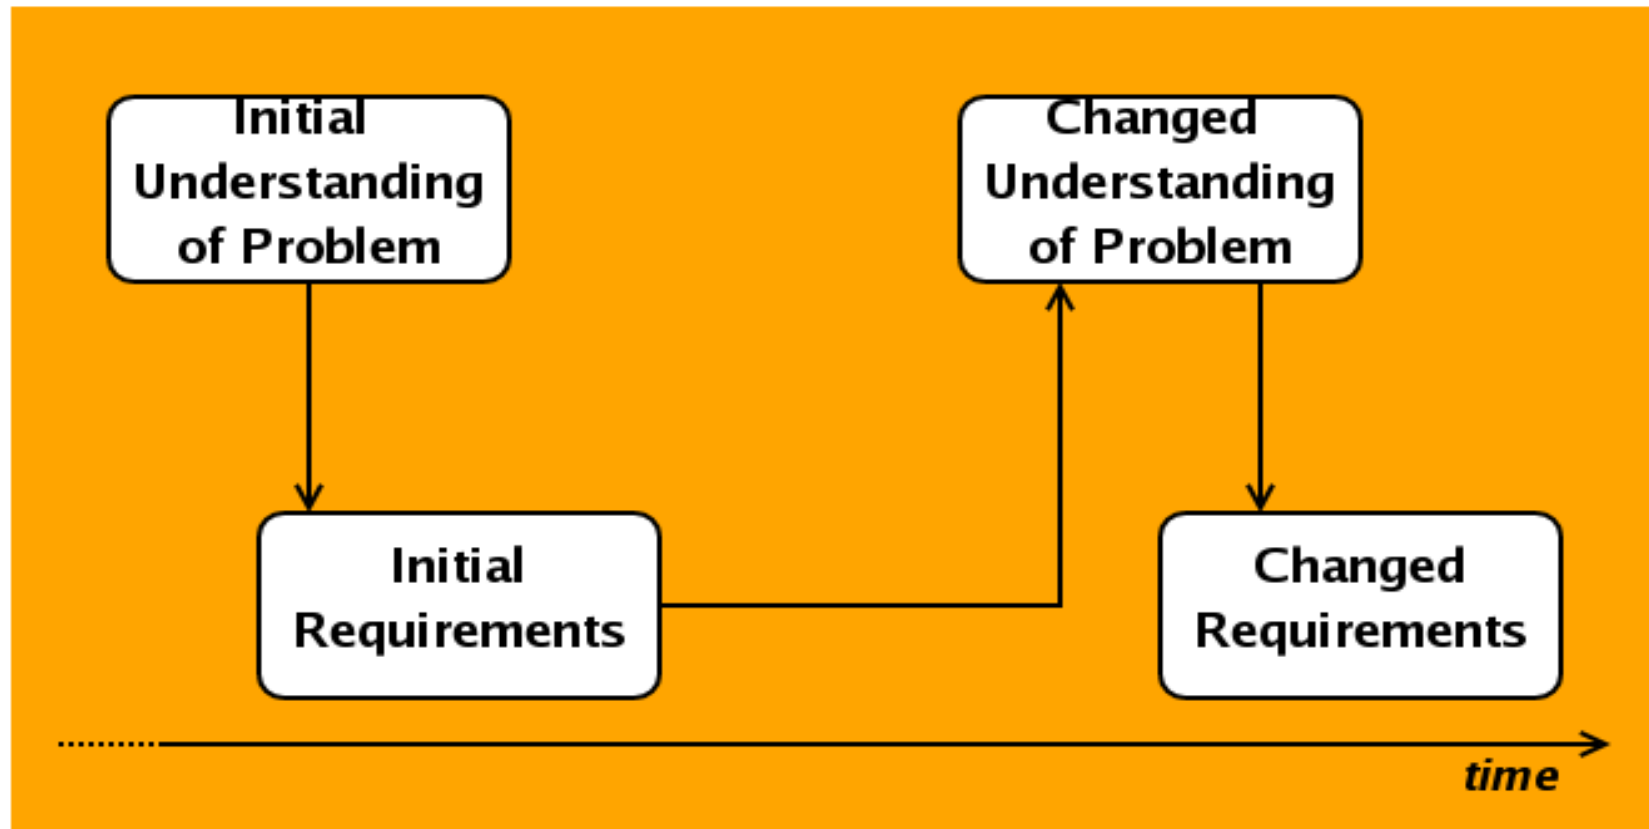 Initial
Understanding
of Problem
Changed
Understanding
of Problem
Initial
Requirements
Changed
Requirements
time